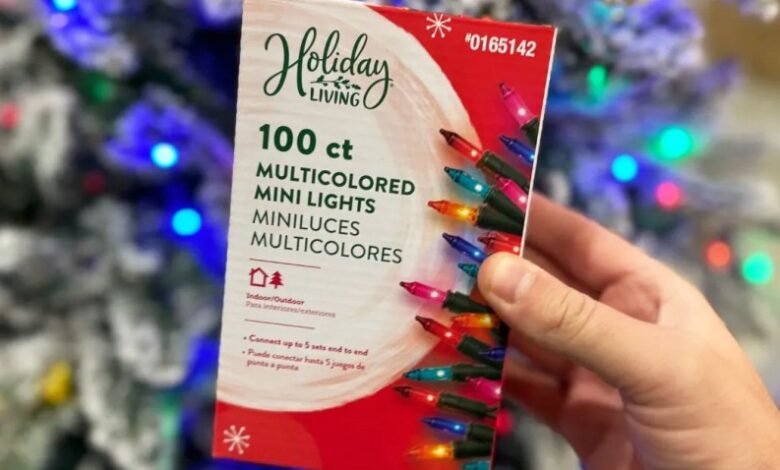 #0165142
Holiday
LIVING
100 ct
MULTICOLORED
MINI LIGHTS
MINILUCES
MULTICOLORES
Indoor/Outdoor
Para interiores/exteriores
• Connect up to 5 sets end to end
• Puede conectar hasta 5 juegos de
punta a punta